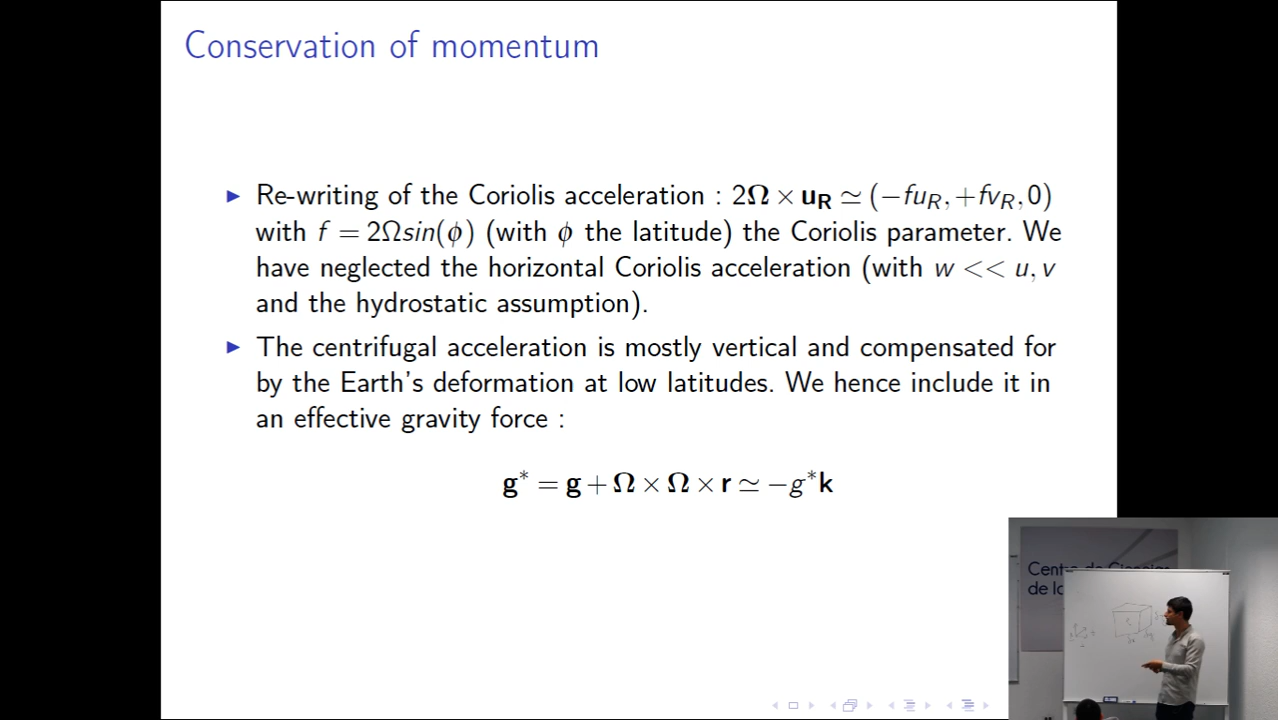 Conservation of momentum
▶ Re-writing of the Coriolis acceleration : 2Ω × u_R ≃ (−fu_R, +fv_R, 0)
with f = 2Ωsin(ϕ) (with ϕ the latitude) the Coriolis parameter. We
have neglected the horizontal Coriolis acceleration (with w << u, v
and the hydrostatic assumption).
▶ The centrifugal acceleration is mostly vertical and compensated for
by the Earth's deformation at low latitudes. We hence include it in
an effective gravity force :
g* = g + Ω × Ω × r ≃ −g*k
de